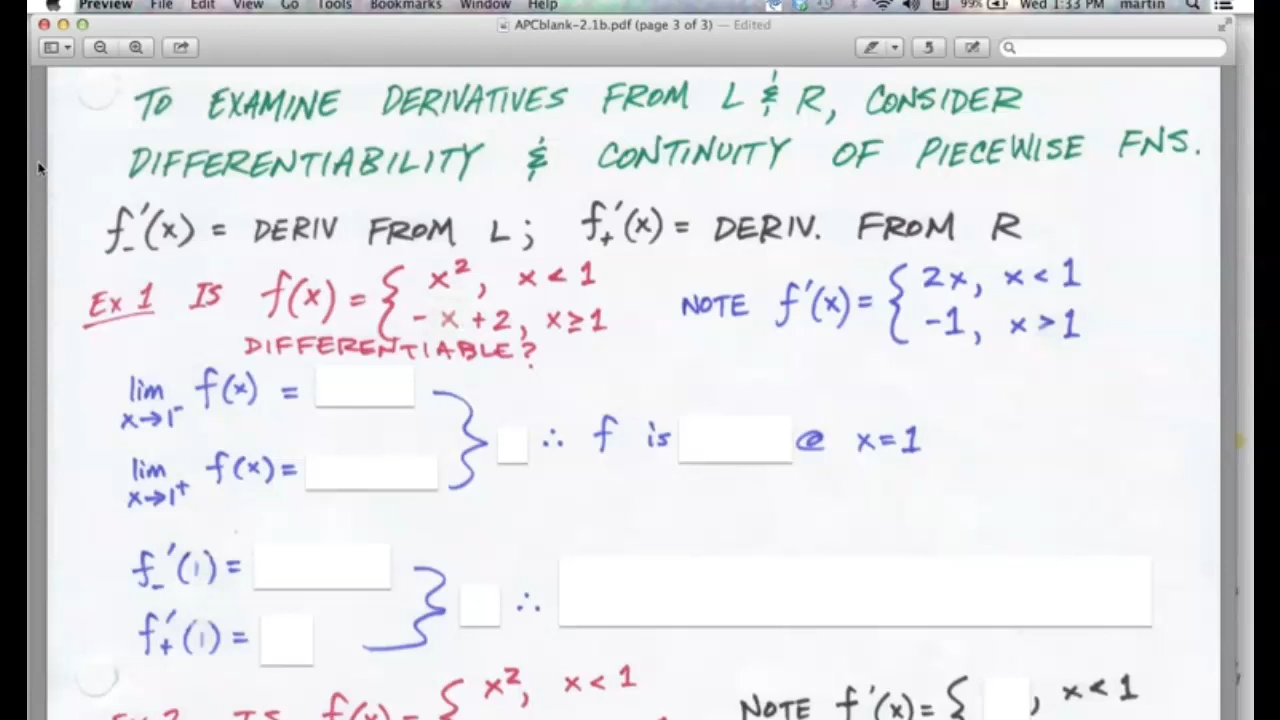 Preview File Edit View Go Tools Bookmarks Window Help 99% Wed 1:33 PM martin
APCblank-2.1b.pdf (page 3 of 3) — Edited
TO EXAMINE DERIVATIVES FROM L & R, CONSIDER
DIFFERENTIABILITY & CONTINUITY OF PIECEWISE FNS.
f₋'(x) = DERIV FROM L; f₊'(x) = DERIV. FROM R
Ex 1 IS f(x) = { x², x < 1
- x + 2, x ≥ 1
DIFFERENTIABLE?
NOTE f'(x) = { 2x, x < 1
-1, x > 1
lim x→1⁻ f(x) =
lim x→1⁺ f(x) =
} ∴ f is @ x = 1
f₋'(1) =
f₊'(1) =
} ∴
x², x < 1
IS f(x) = {
NOTE f'(x) = { , x < 1